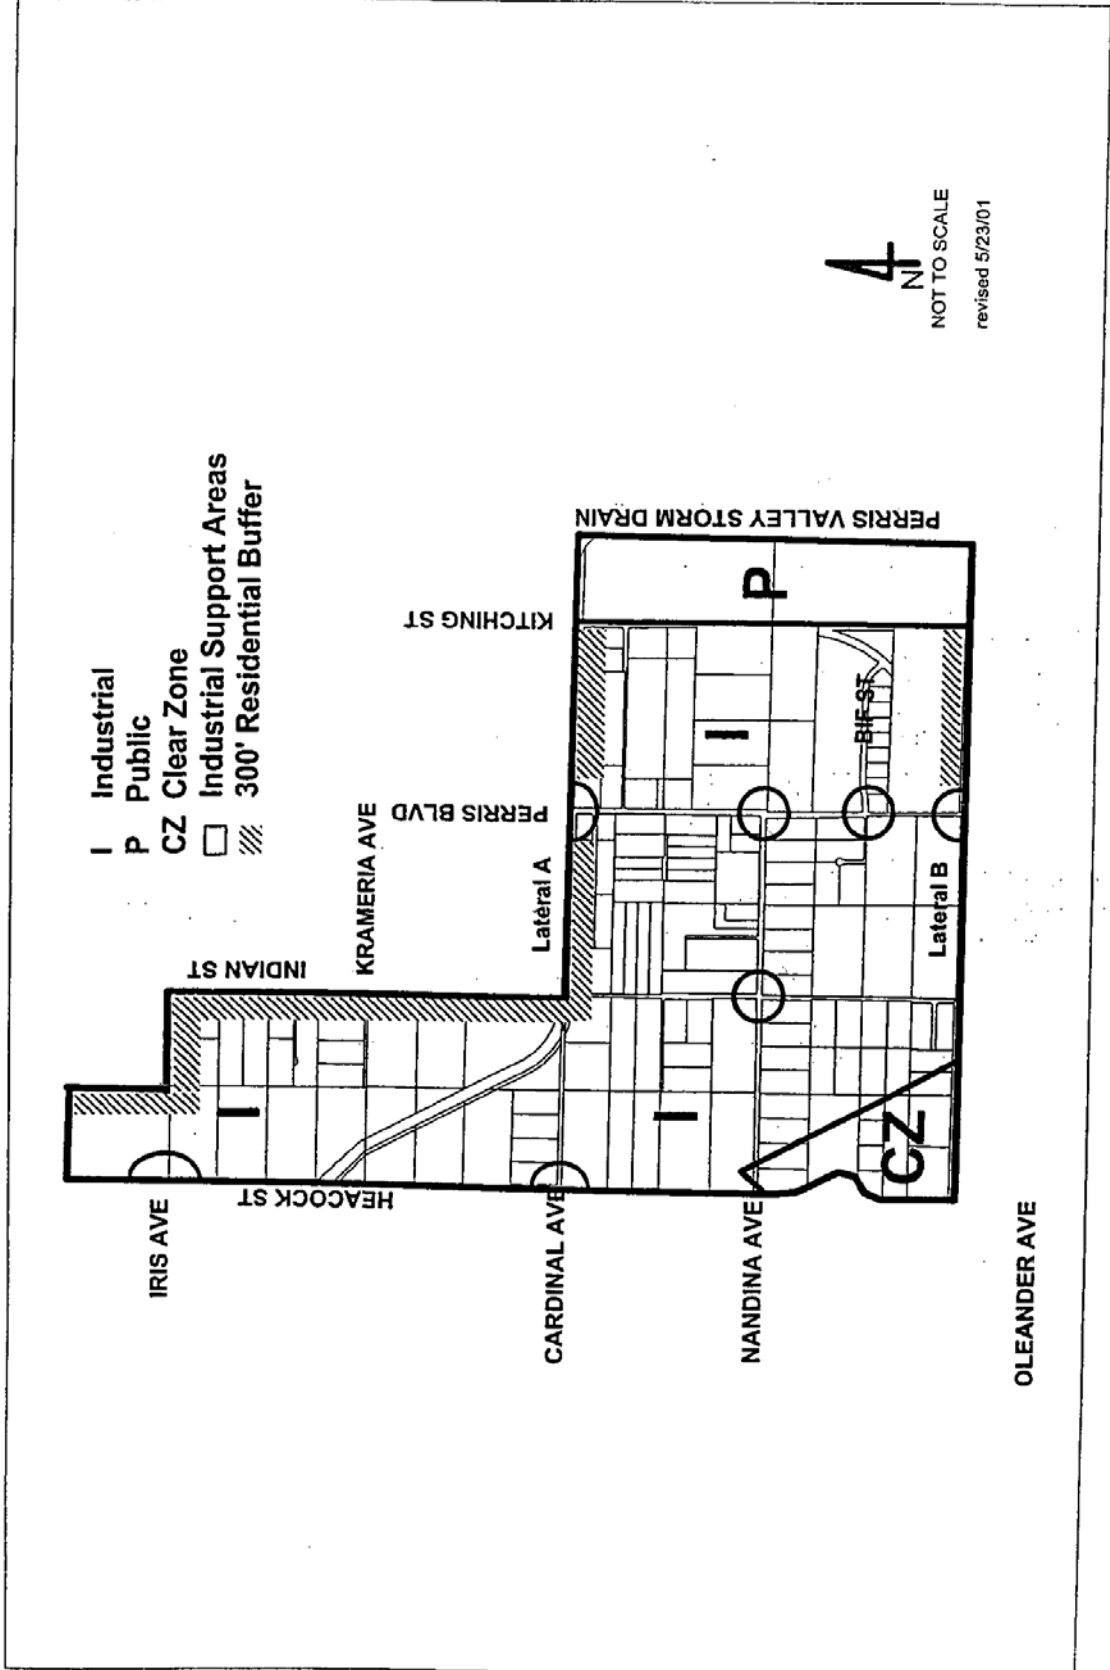 I Industrial
P Public
CZ Clear Zone
Industrial Support Areas
300' Residential Buffer
IRIS AVE
HEACOCK ST
INDIAN ST
KRAMERIA AVE
Lateral A
PERRIS BLVD
KITCHING ST
PERRIS VALLEY STORM DRAIN
CARDINAL AVE
NANDINA AVE
OLEANDER AVE
Lateral B
I
I
I
P
CZ
N
NOT TO SCALE
revised 5/23/01